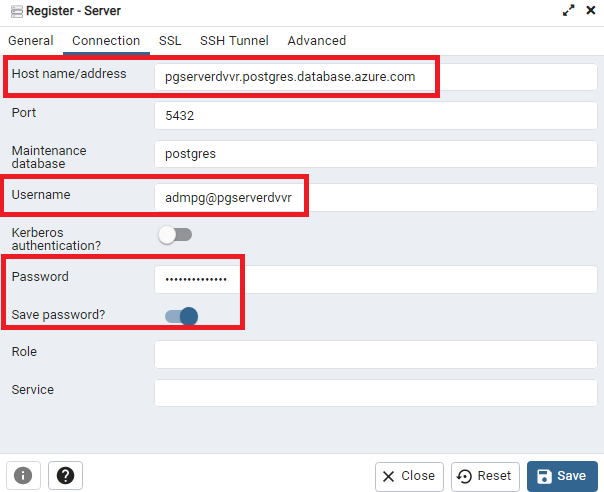 Register - Server
General Connection SSL SSH Tunnel Advanced
Host name/address pgserverdvvr.postgres.database.azure.com
Port 5432
Maintenance
database postgres
Username admpg@pgserverdvvr
Kerberos
authentication?
Password ••••••••••••••
Save password?
Role
Service
Close Reset Save